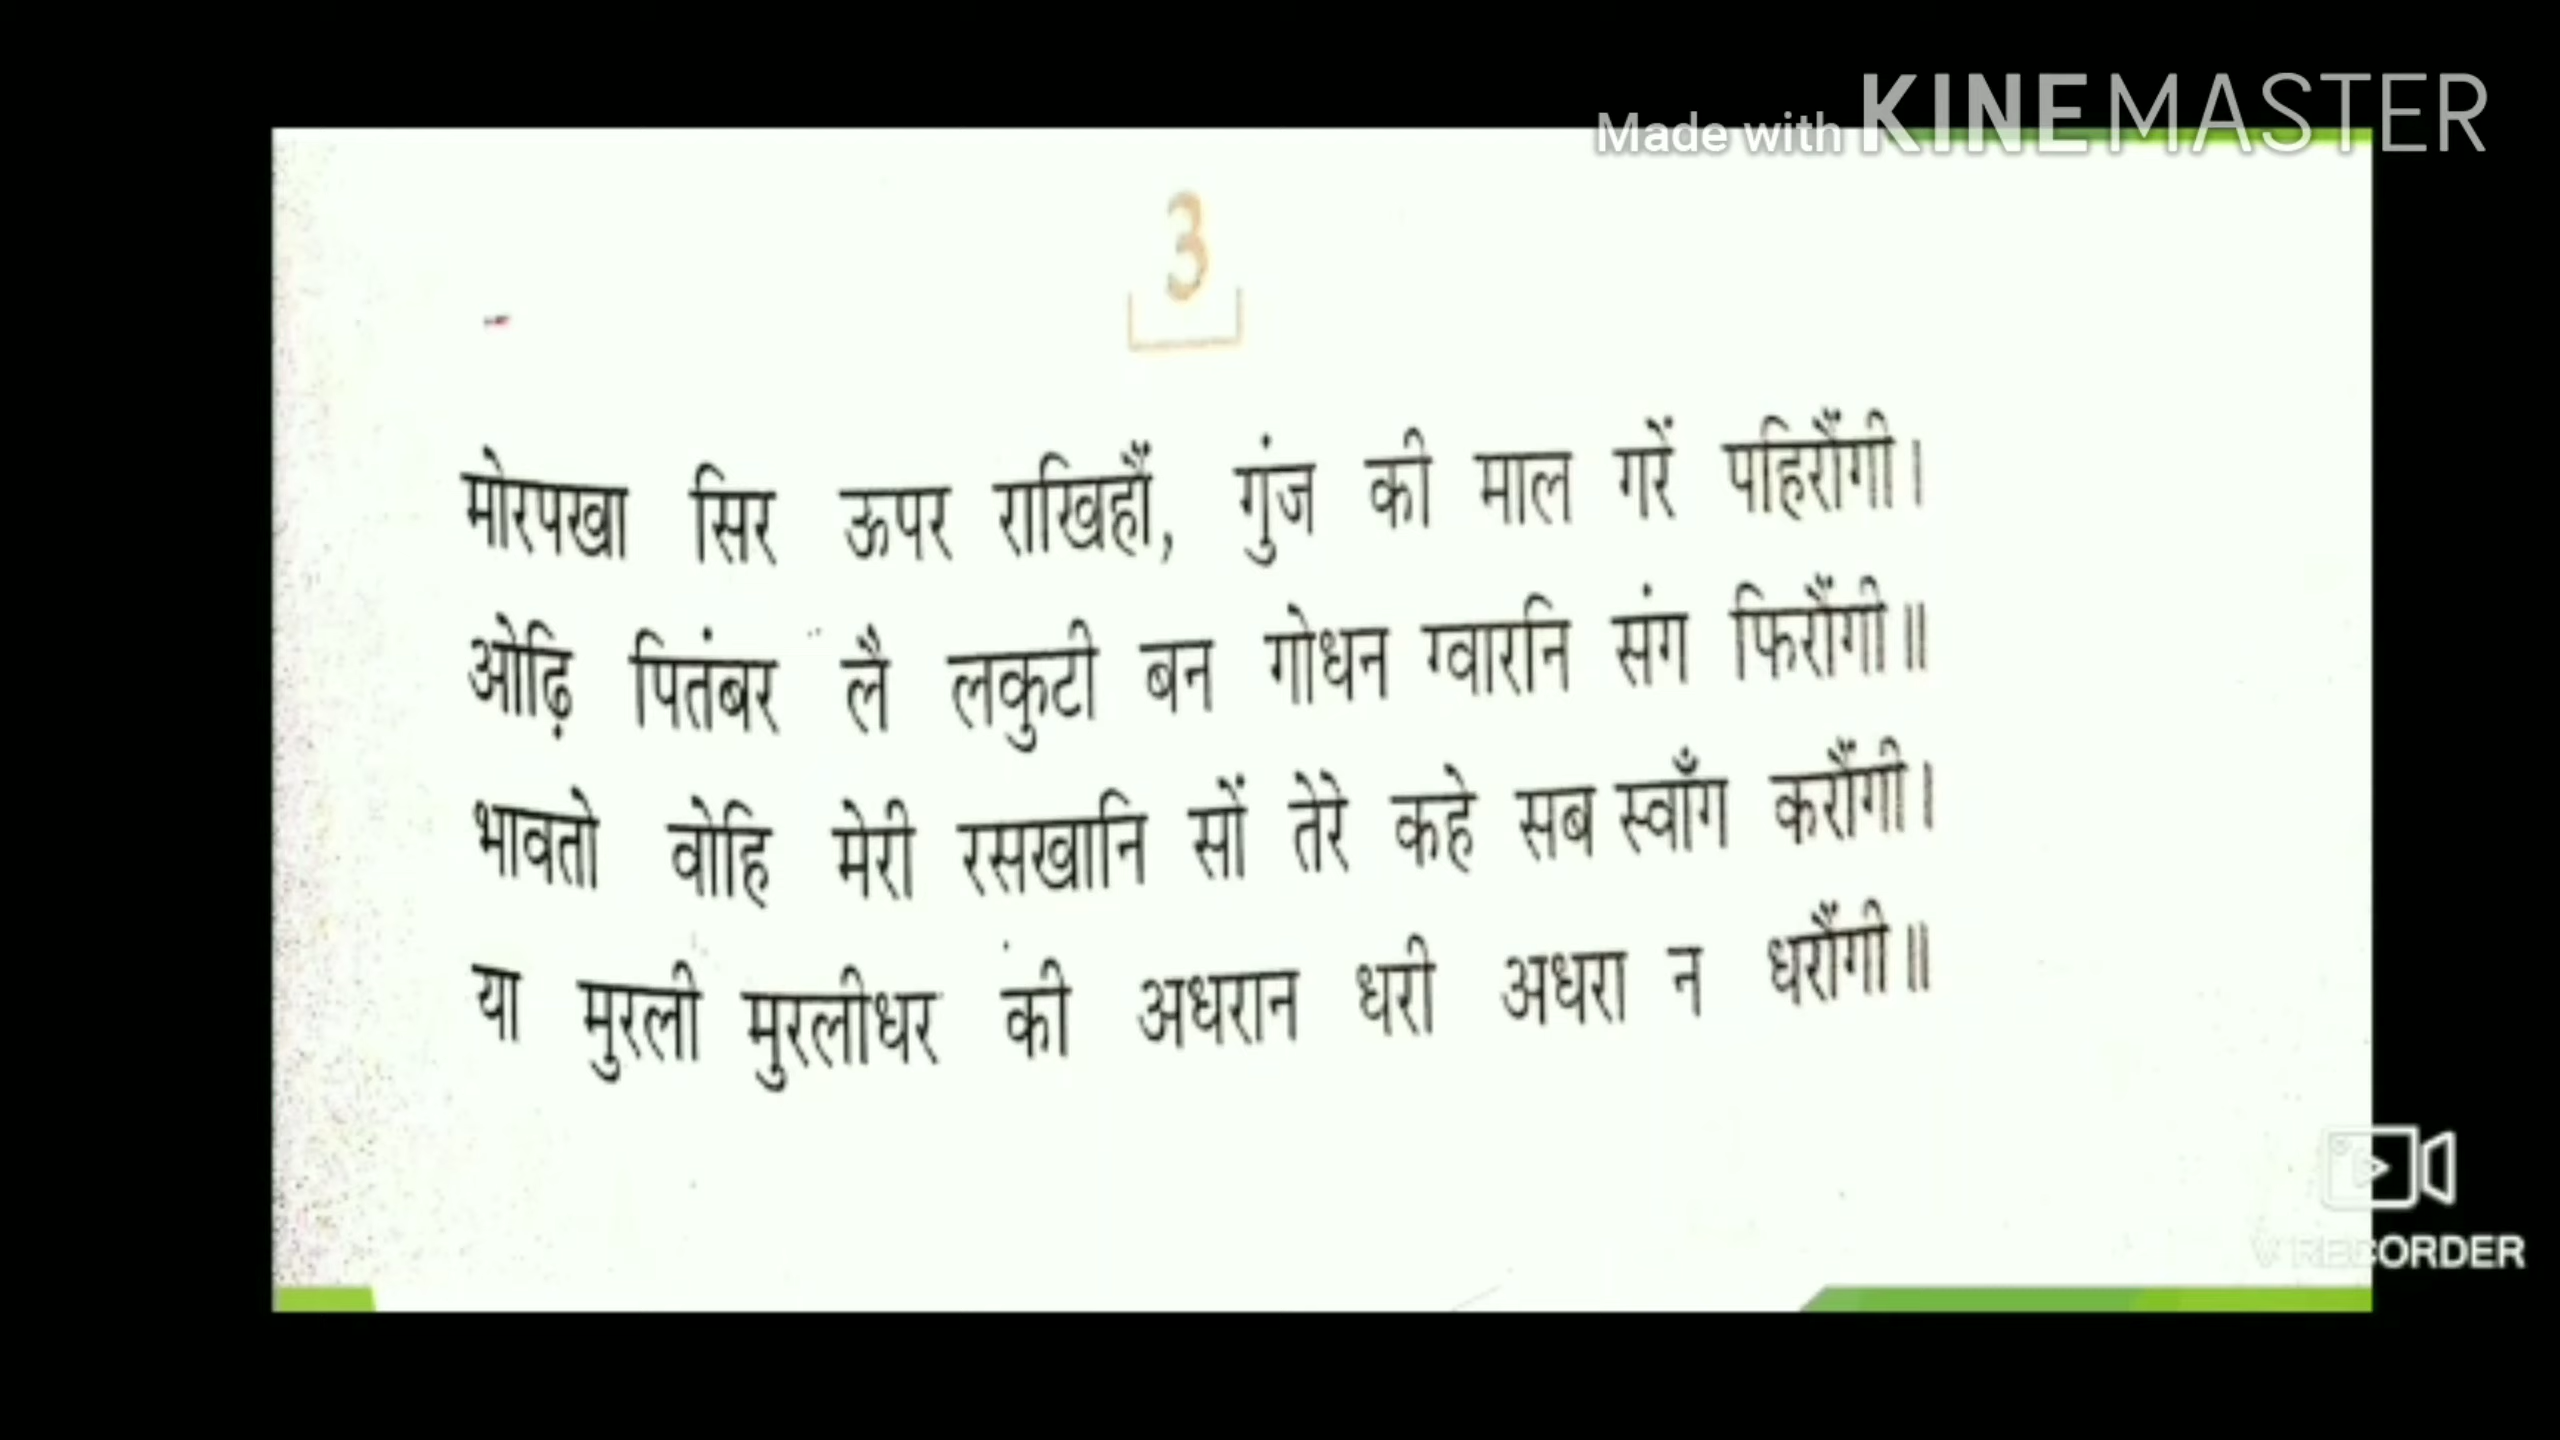 Made with KINEMASTER
3
मोरपखा सिर ऊपर राखिहौं, गुंज की माल गरें पहिरौंगी।
ओढ़ि पितंबर लै लकुटी बन गोधन ग्वारनि संग फिरौंगी॥
भावतो वोहि मेरी रसखानि सों तेरे कहे सब स्वाँग करौंगी।
या मुरली मुरलीधर की अधरान धरी अधरा न धरौंगी॥
V RECORDER